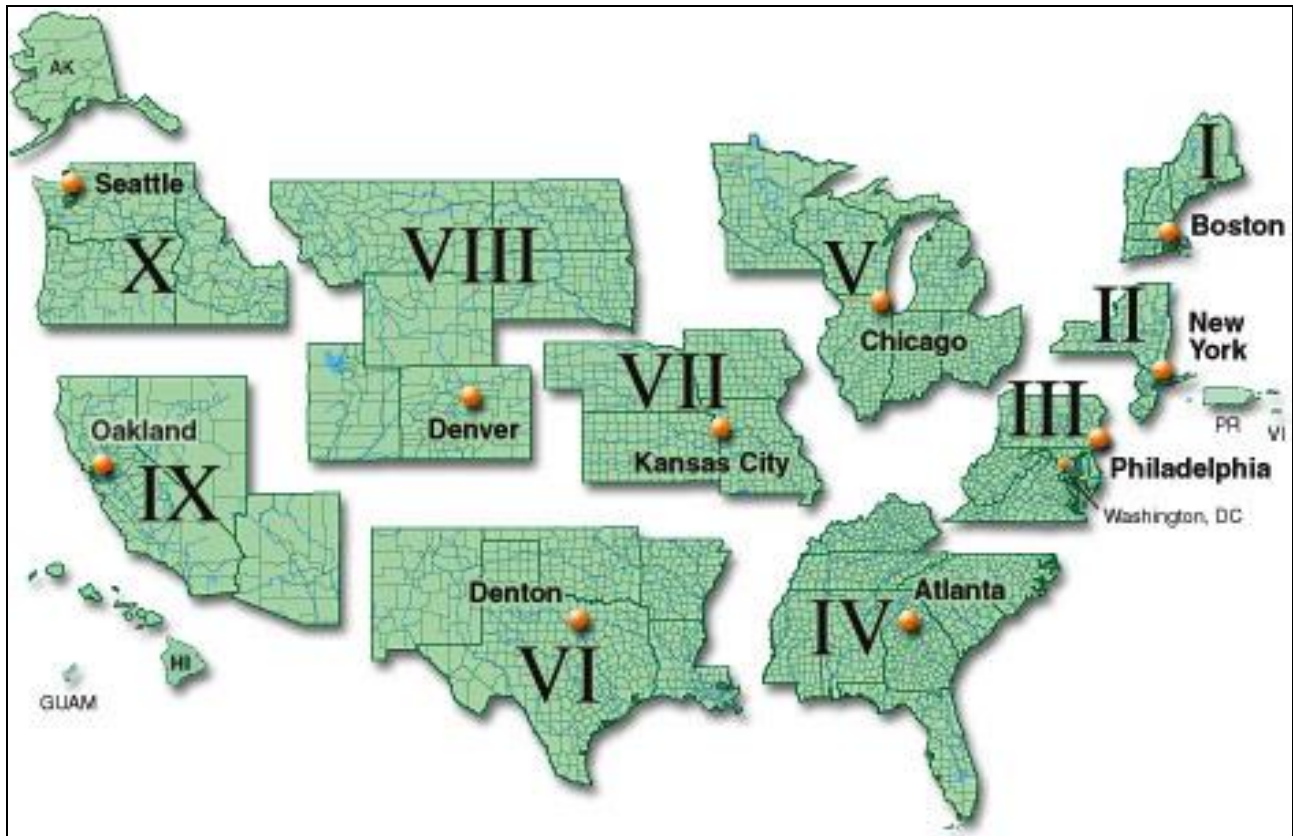 AK
I
Seattle
Boston
X
VIII
V
II
New
York
Chicago
VII
III
PR
VI
Denver
Oakland
Kansas City
Philadelphia
IX
Washington, DC
Denton
Atlanta
IV
VI
HI
GUAM